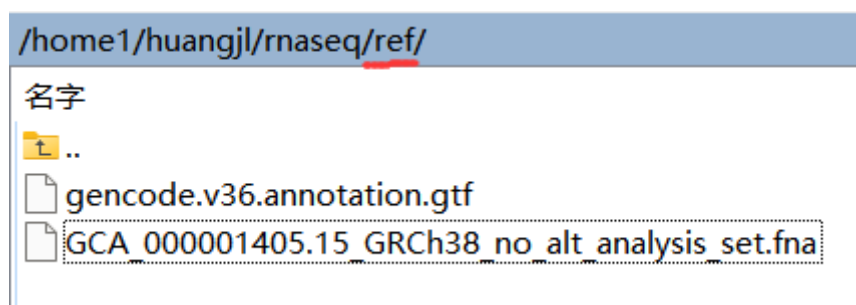 /home1/huangjl/rnaseq/ref/
名字
..
gencode.v36.annotation.gtf
GCA_000001405.15_GRCh38_no_alt_analysis_set.fna